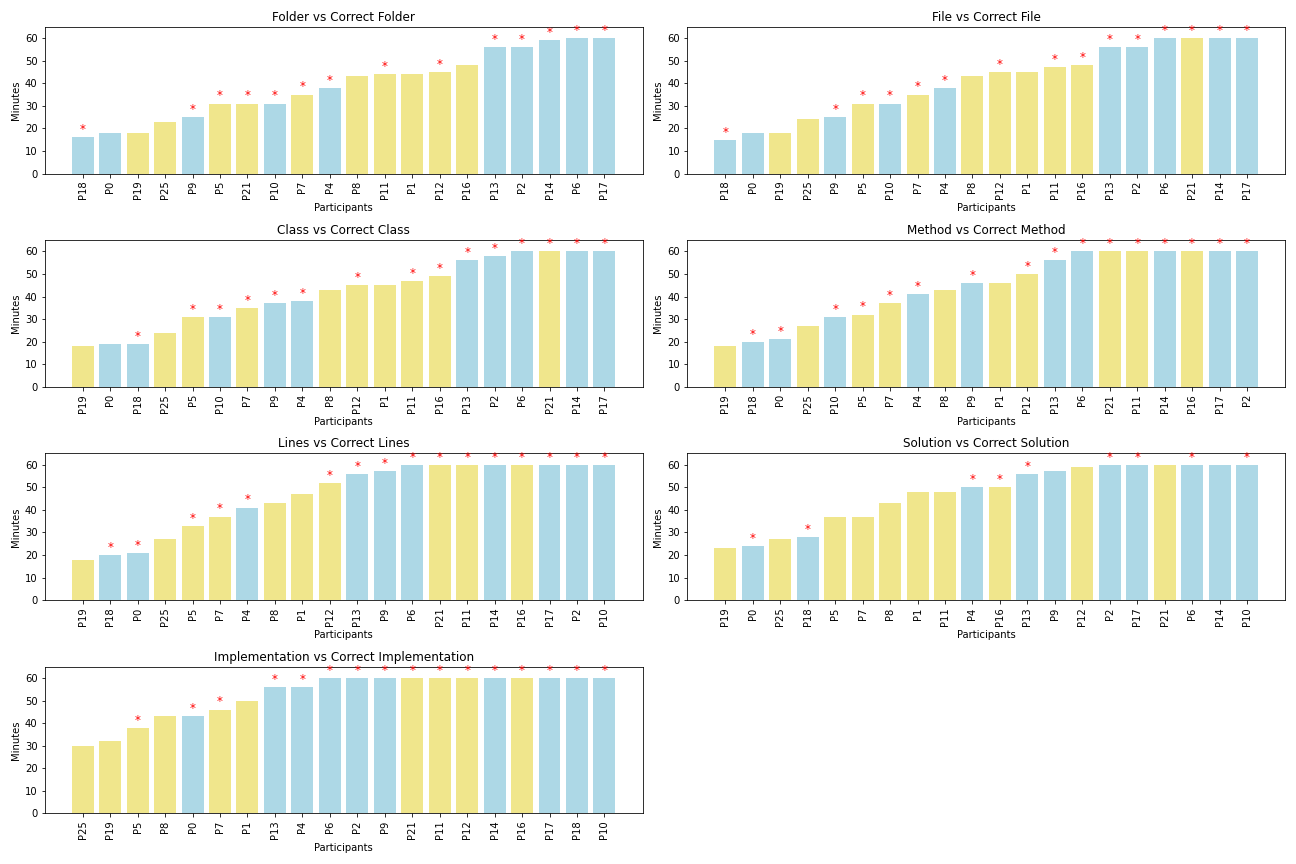 Folder vs Correct Folder
Minutes
60
50
40
30
20
10
0
P18 P0 P19 P25 P9 P5 P21 P10 P7 P4 P8 P11 P1 P12 P16 P13 P2 P14 P6 P17
Participants
File vs Correct File
Minutes
60
50
40
30
20
10
0
P18 P0 P19 P25 P9 P5 P10 P7 P4 P8 P12 P1 P11 P16 P13 P2 P6 P21 P14 P17
Participants
Class vs Correct Class
Minutes
60
50
40
30
20
10
0
P19 P0 P18 P25 P5 P10 P7 P9 P4 P8 P12 P1 P11 P16 P13 P2 P6 P21 P14 P17
Participants
Method vs Correct Method
Minutes
60
50
40
30
20
10
0
P19 P18 P0 P25 P10 P5 P7 P4 P8 P9 P1 P12 P13 P6 P21 P11 P14 P16 P17 P2
Participants
Lines vs Correct Lines
Minutes
60
50
40
30
20
10
0
P19 P18 P0 P25 P5 P7 P4 P8 P1 P12 P13 P9 P6 P21 P11 P14 P16 P17 P2 P10
Participants
Solution vs Correct Solution
Minutes
60
50
40
30
20
10
0
P19 P0 P25 P18 P5 P7 P8 P1 P11 P4 P16 P13 P9 P12 P2 P17 P21 P6 P14 P10
Participants
Implementation vs Correct Implementation
Minutes
60
50
40
30
20
10
0
P25 P19 P5 P8 P0 P7 P1 P13 P4 P6 P2 P9 P21 P11 P12 P14 P16 P17 P18 P10
Participants